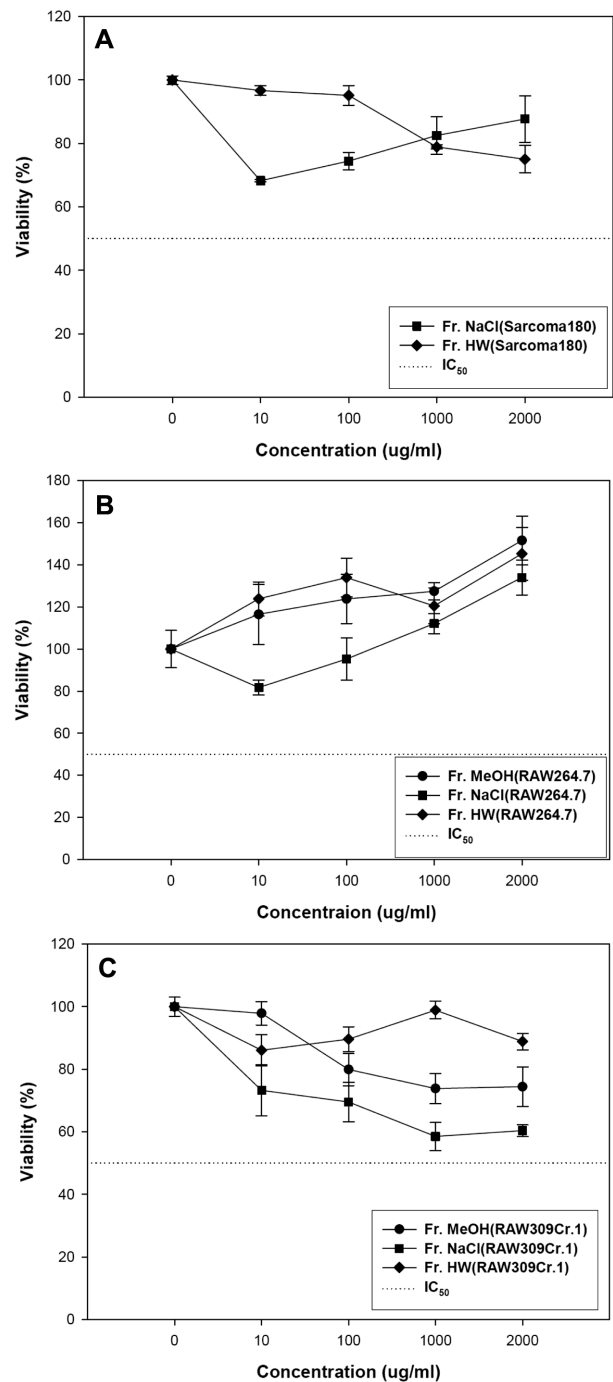 A
120
100
80
60
40
20
0
Viability (%)
Fr. NaCl(Sarcoma180)
Fr. HW(Sarcoma180)
IC50
0 10 100 1000 2000
Concentration (ug/ml)
B
180
160
140
120
100
80
60
40
20
0
Viability (%)
Fr. MeOH(RAW264.7)
Fr. NaCl(RAW264.7)
Fr. HW(RAW264.7)
IC50
0 10 100 1000 2000
Concentraion (ug/ml)
C
120
100
80
60
40
20
0
Viability (%)
Fr. MeOH(RAW309Cr.1)
Fr. NaCl(RAW309Cr.1)
Fr. HW(RAW309Cr.1)
IC50
0 10 100 1000 2000
Concentration (ug/ml)